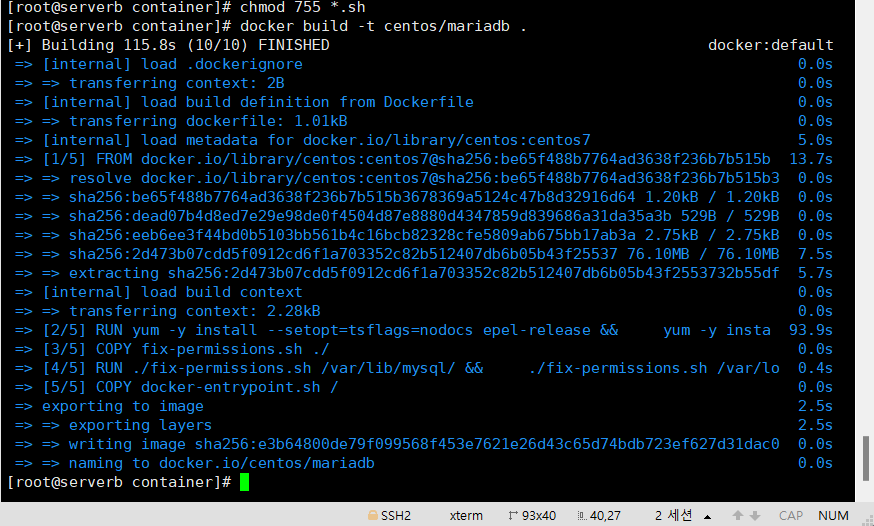 [root@serverb container]# chmod 755 *.sh
[root@serverb container]# docker build -t centos/mariadb .
[+] Building 115.8s (10/10) FINISHED docker:default
=> [internal] load .dockerignore 0.0s
=> => transferring context: 2B 0.0s
=> [internal] load build definition from Dockerfile 0.0s
=> => transferring dockerfile: 1.01kB 0.0s
=> [internal] load metadata for docker.io/library/centos:centos7 5.0s
=> [1/5] FROM docker.io/library/centos:centos7@sha256:be65f488b7764ad3638f236b7b515b 13.7s
=> => resolve docker.io/library/centos:centos7@sha256:be65f488b7764ad3638f236b7b515b3 0.0s
=> => sha256:be65f488b7764ad3638f236b7b515b3678369a5124c47b8d32916d64 1.20kB / 1.20kB 0.0s
=> => sha256:dead07b4d8ed7e29e98de0f4504d87e8880d4347859d839686a31da35a3b 529B / 529B 0.0s
=> => sha256:eeb6ee3f44bd0b5103bb561b4c16bcb82328cfe5809ab675bb17ab3a 2.75kB / 2.75kB 0.0s
=> => sha256:2d473b07cdd5f0912cd6f1a703352c82b512407db6b05b43f25537 76.10MB / 76.10MB 7.5s
=> => extracting sha256:2d473b07cdd5f0912cd6f1a703352c82b512407db6b05b43f2553732b55df 5.7s
=> [internal] load build context 0.0s
=> => transferring context: 2.28kB 0.0s
=> [2/5] RUN yum -y install --setopt=tsflags=nodocs epel-release && yum -y insta 93.9s
=> [3/5] COPY fix-permissions.sh ./ 0.0s
=> [4/5] RUN ./fix-permissions.sh /var/lib/mysql/ && ./fix-permissions.sh /var/lo 0.4s
=> [5/5] COPY docker-entrypoint.sh / 0.0s
=> exporting to image 2.5s
=> => exporting layers 2.5s
=> => writing image sha256:e3b64800de79f099568f453e7621e26d43c65d74bdb723ef627d31dac0 0.0s
=> => naming to docker.io/centos/mariadb 0.0s
[root@serverb container]#
SSH2 xterm 93x40 40,27 2 세션 CAP NUM